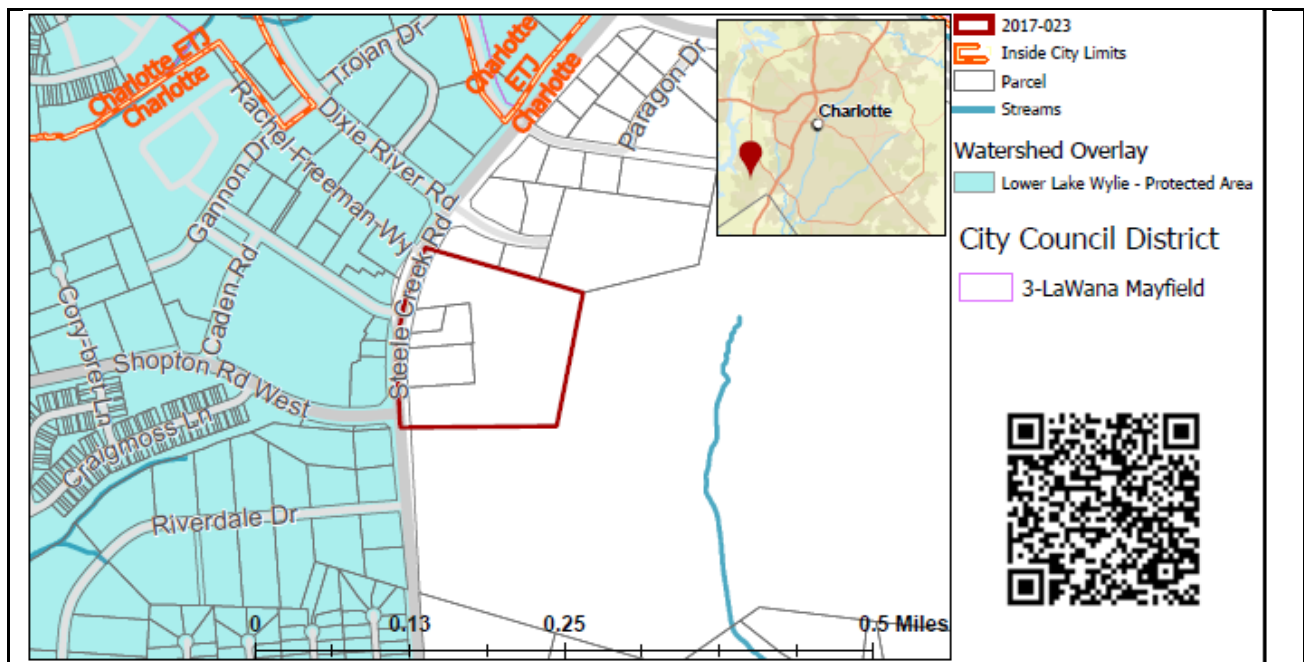 Charlotte ETJ
Charlotte
Trojan Dr
Charlotte
ETJ
Charlotte
Paragon Dr
Rachel-Freeman-Wy
Dixie River Rd
Gannon Dr
Caden-Rd
Cory-bret Ln
Shopton Rd West
Craigmoss Ln
Steele Creek Rd
Riverdale Dr
0
0.13
0.25
0.5 Miles
Charlotte
2017-023
Inside City Limits
Parcel
Streams
Watershed Overlay
Lower Lake Wylie - Protected Area
City Council District
3-LaWana Mayfield